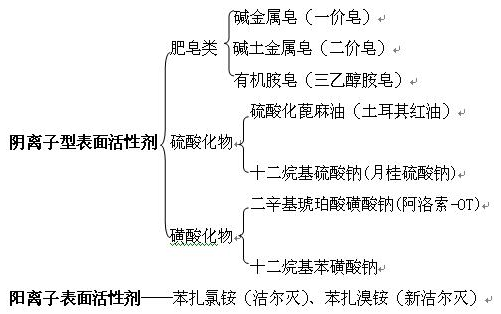 碱金属皂（一价皂）
肥皂类
碱土金属皂（二价皂）
有机胺皂（三乙醇胺皂）
硫酸化蓖麻油（土耳其红油）
阴离子型表面活性剂
硫酸化物
十二烷基硫酸钠(月桂硫酸钠)
二辛基琥珀酸磺酸钠(阿洛索-OT)
磺酸化物
十二烷基苯磺酸钠
阳离子表面活性剂——苯扎氯铵（洁尔灭）、苯扎溴铵（新洁尔灭）